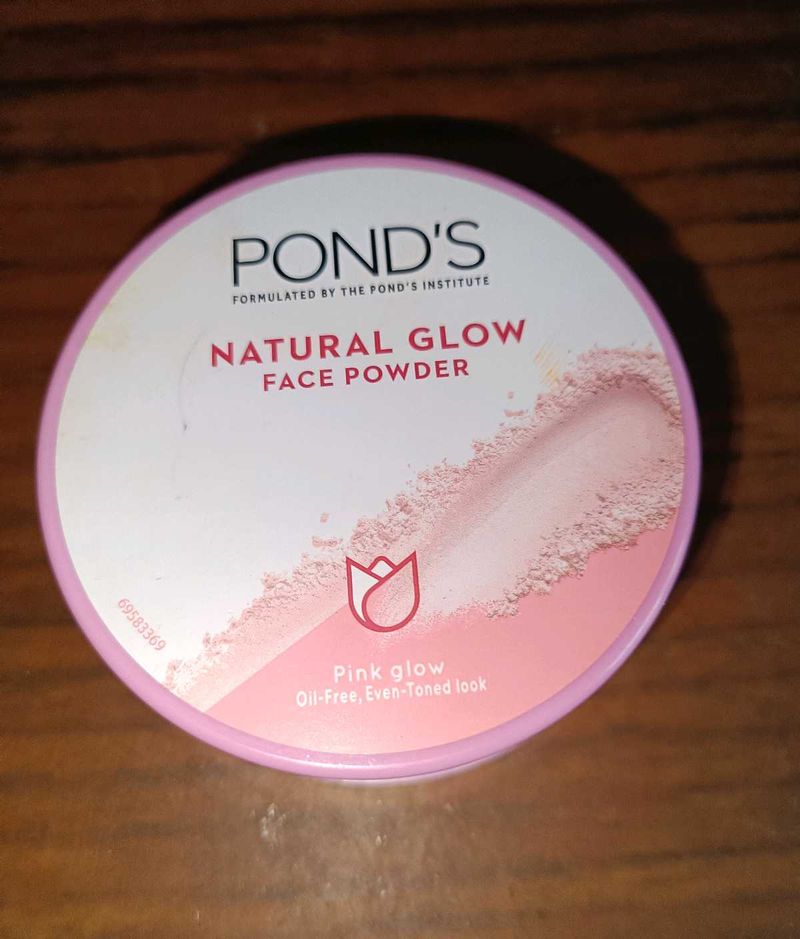 POND'S
FORMULATED BY THE POND'S INSTITUTE
NATURAL GLOW
FACE POWDER
69583369
Pink glow
Oil-Free, Even-Toned look